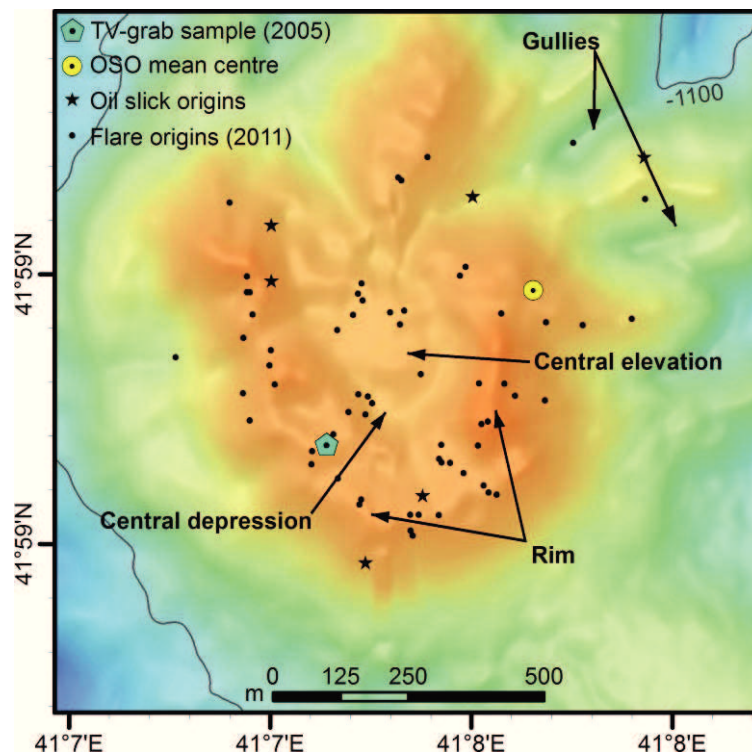 TV-grab sample (2005)
OSO mean centre
Oil slick origins
Flare origins (2011)
Gullies
-1100
41°59'N
Central elevation
Central depression
41°59'N
Rim
0 125 250 500
m
41°7'E 41°7'E 41°8'E 41°8'E